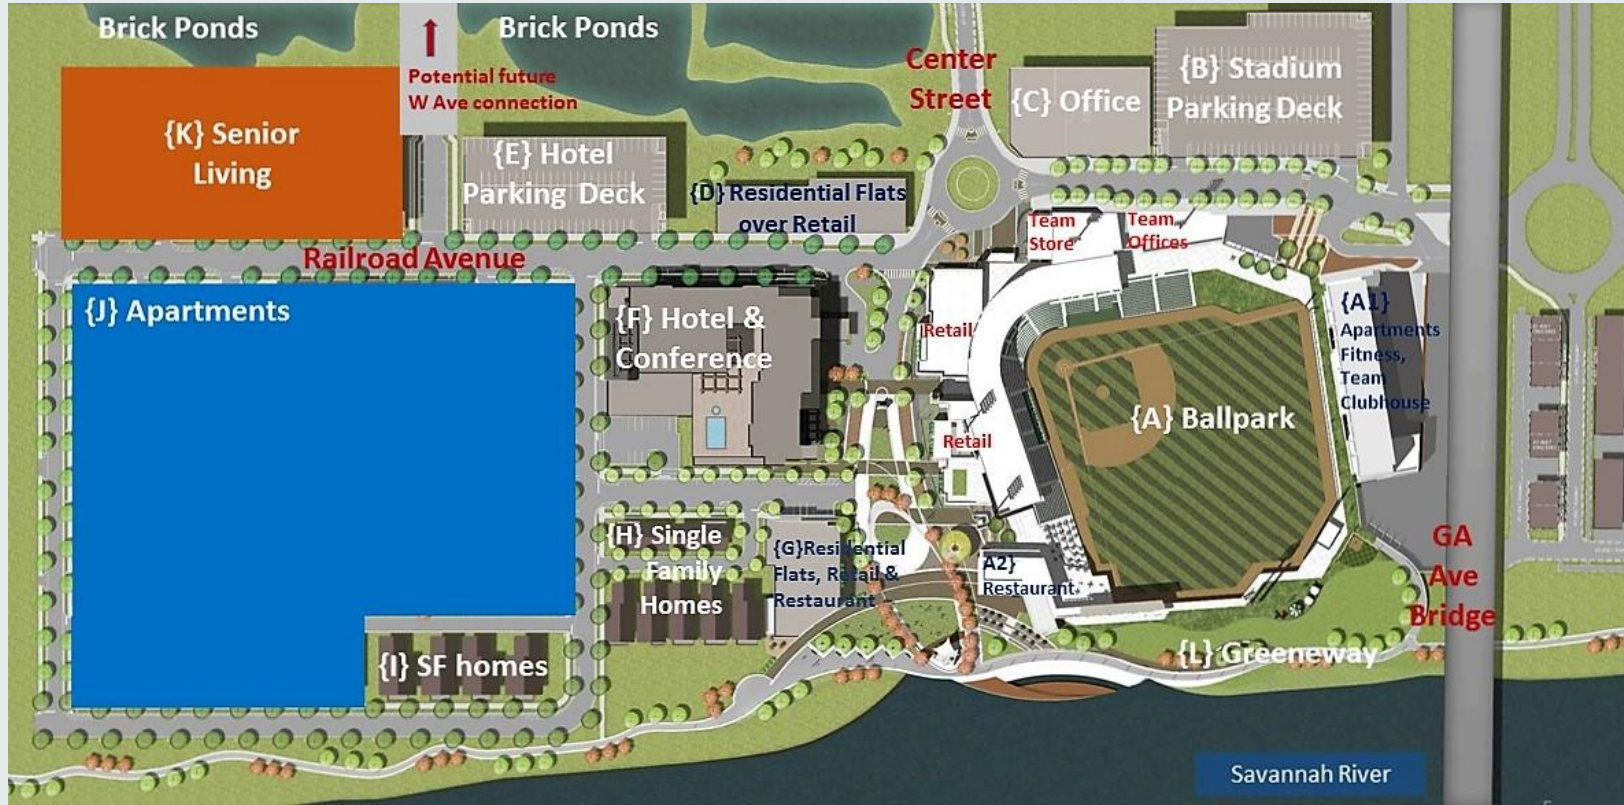 Brick Ponds
Brick Ponds
Potential future
W Ave connection
Center
Street
{C} Office
{B} Stadium
Parking Deck
{K} Senior
Living
{E} Hotel
Parking Deck
{D} Residential Flats
over Retail
Team
Store
Team
Offices
Railroad Avenue
{J} Apartments
{F} Hotel &
Conference
Retail
{A1}
Apartments
Fitness,
Team
Clubhouse
{A} Ballpark
Retail
{H} Single
Family
Homes
{G}Residential
Flats, Retail &
Restaurant
A2}
Restaurant
GA
Ave
Bridge
{I} SF homes
{L} Greeneway
Savannah River